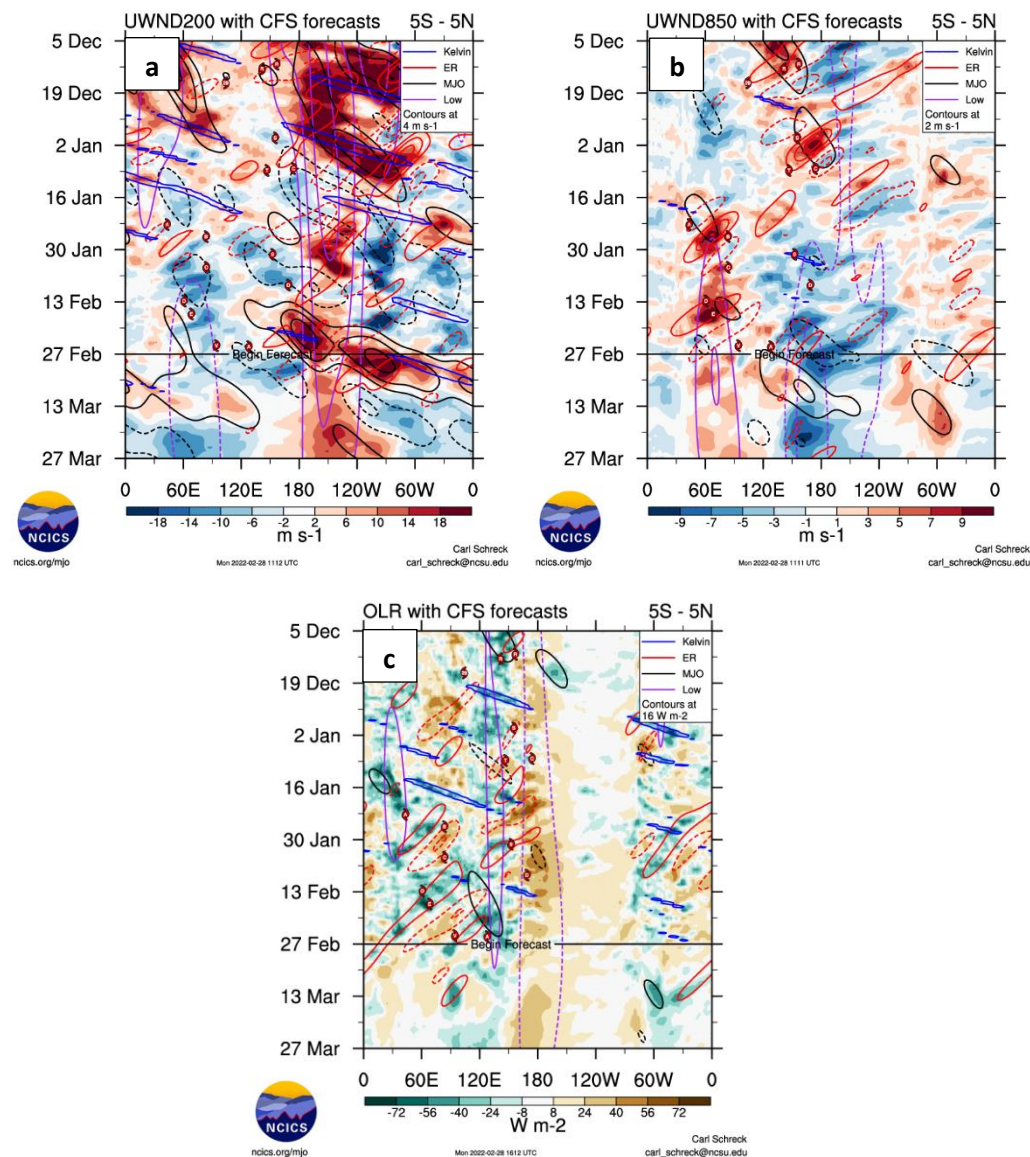 UWND200 with CFS forecasts 5S - 5N
a
Kelvin
ER
MJO
Low
Contours at
4 m s-1
5 Dec
19 Dec
2 Jan
16 Jan
30 Jan
13 Feb
27 Feb
13 Mar
27 Mar
Begin Forecast
0 60E 120E 180 120W 60W 0
-18 -14 -10 -6 -2 2 6 10 14 18
m s-1
NCICS
ncics.org/mjo
Mon 2022-02-28 1112 UTC
Carl Schreck
carl_schreck@ncsu.edu
UWND850 with CFS forecasts 5S - 5N
b
Kelvin
ER
MJO
Low
Contours at
2 m s-1
5 Dec
19 Dec
2 Jan
16 Jan
30 Jan
13 Feb
27 Feb
13 Mar
27 Mar
Begin Forecast
0 60E 120E 180 120W 60W 0
-9 -7 -5 -3 -1 1 3 5 7 9
m s-1
NCICS
ncics.org/mjo
Mon 2022-02-28 1111 UTC
Carl Schreck
carl_schreck@ncsu.edu
OLR with CFS forecasts 5S - 5N
c
Kelvin
ER
MJO
Low
Contours at
16 W m-2
5 Dec
19 Dec
2 Jan
16 Jan
30 Jan
13 Feb
27 Feb
13 Mar
27 Mar
Begin Forecast
0 60E 120E 180 120W 60W 0
-72 -56 -40 -24 -8 8 24 40 56 72
W m-2
NCICS
ncics.org/mjo
Mon 2022-02-28 1612 UTC
Carl Schreck
carl_schreck@ncsu.edu